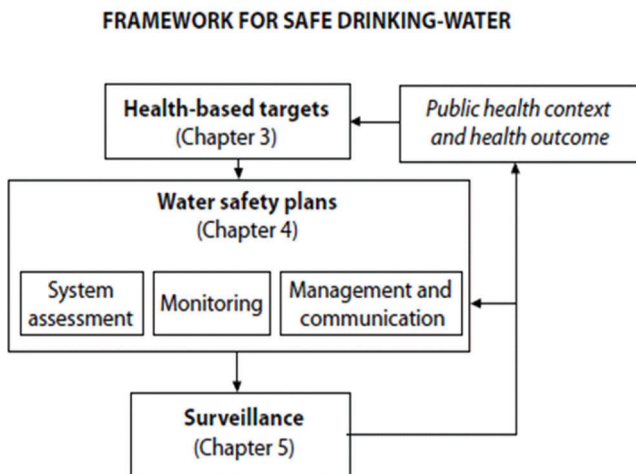 FRAMEWORK FOR SAFE DRINKING-WATER
Health-based targets
(Chapter 3)
Public health context
and health outcome
Water safety plans
(Chapter 4)
System
assessment
Monitoring
Management and
communication
Surveillance
(Chapter 5)